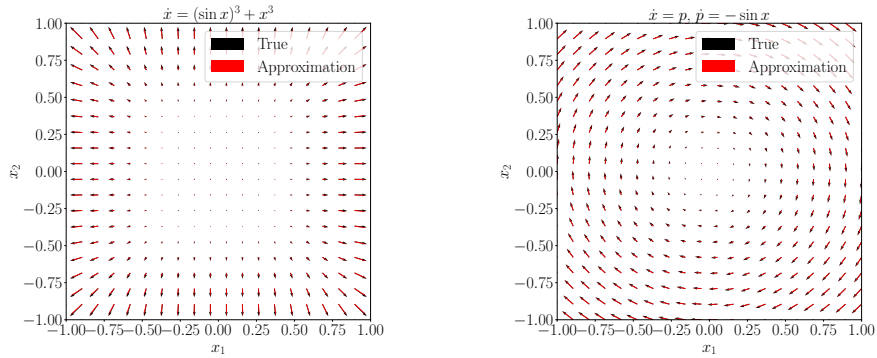 ẋ = (sin x)³ + x³
1.00
0.75
0.50
0.25
0.00
−0.25
−0.50
−0.75
−1.00
x₂
True
Approximation
−1.00 −0.75 −0.50 −0.25 0.00 0.25 0.50 0.75 1.00
x₁
ẋ = p, ṗ = − sin x
1.00
0.75
0.50
0.25
0.00
−0.25
−0.50
−0.75
−1.00
x₂
True
Approximation
−1.00 −0.75 −0.50 −0.25 0.00 0.25 0.50 0.75 1.00
x₁